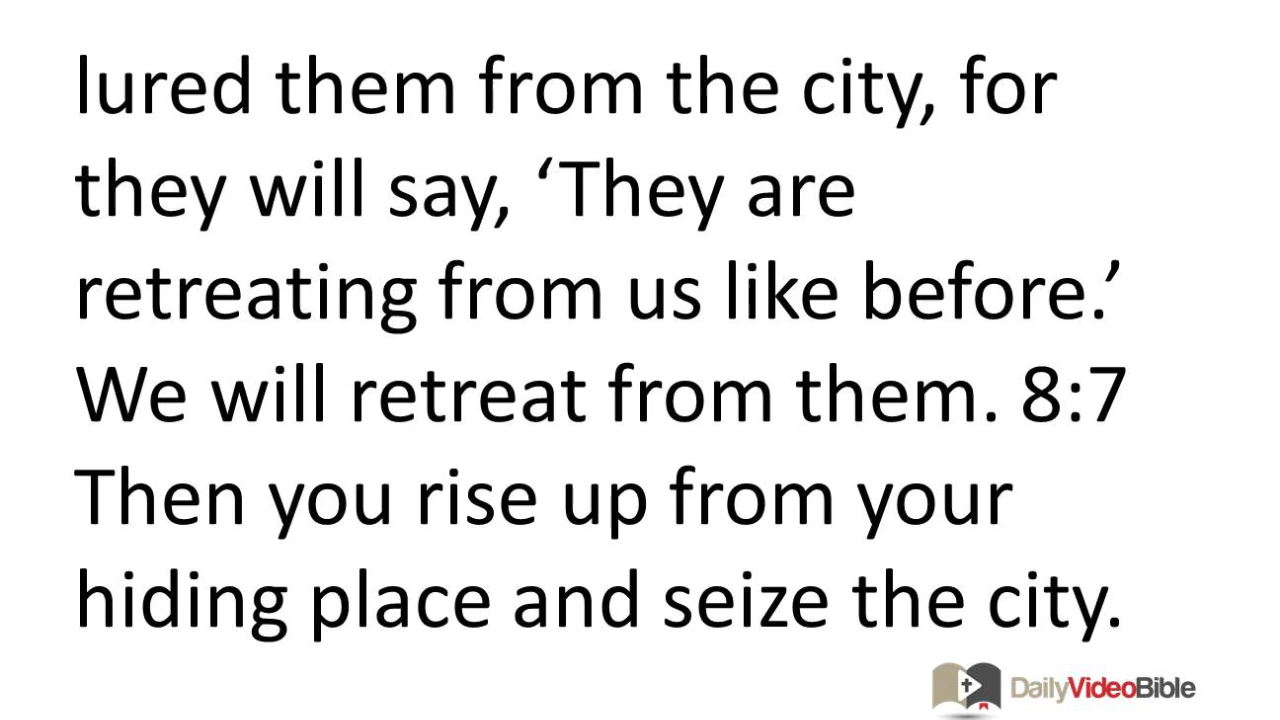 lured them from the city, for
they will say, ‘They are
retreating from us like before.’
We will retreat from them. 8:7
Then you rise up from your
hiding place and seize the city.
DailyVideoBible